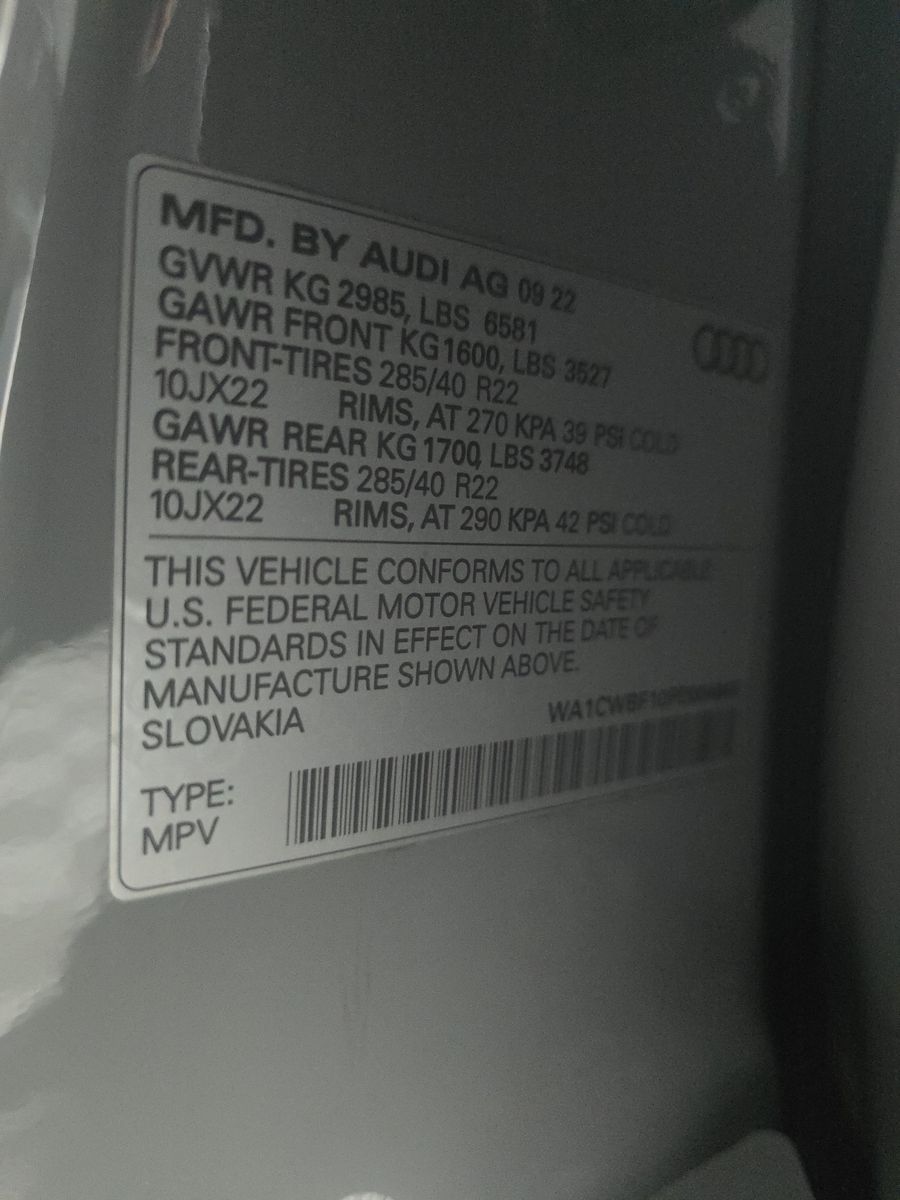 MFD. BY AUDI AG 09 22
GVWR KG 2985, LBS 6581
GAWR FRONT KG 1600, LBS 3527
FRONT-TIRES 285/40 R22
10JX22 RIMS, AT 270 KPA 39 PSI COLD
GAWR REAR KG 1700, LBS 3748
REAR-TIRES 285/40 R22
10JX22 RIMS, AT 290 KPA 42 PSI COLD
THIS VEHICLE CONFORMS TO ALL APPLICABLE
U.S. FEDERAL MOTOR VEHICLE SAFETY
STANDARDS IN EFFECT ON THE DATE OF
MANUFACTURE SHOWN ABOVE.
SLOVAKIA
TYPE:
MPV